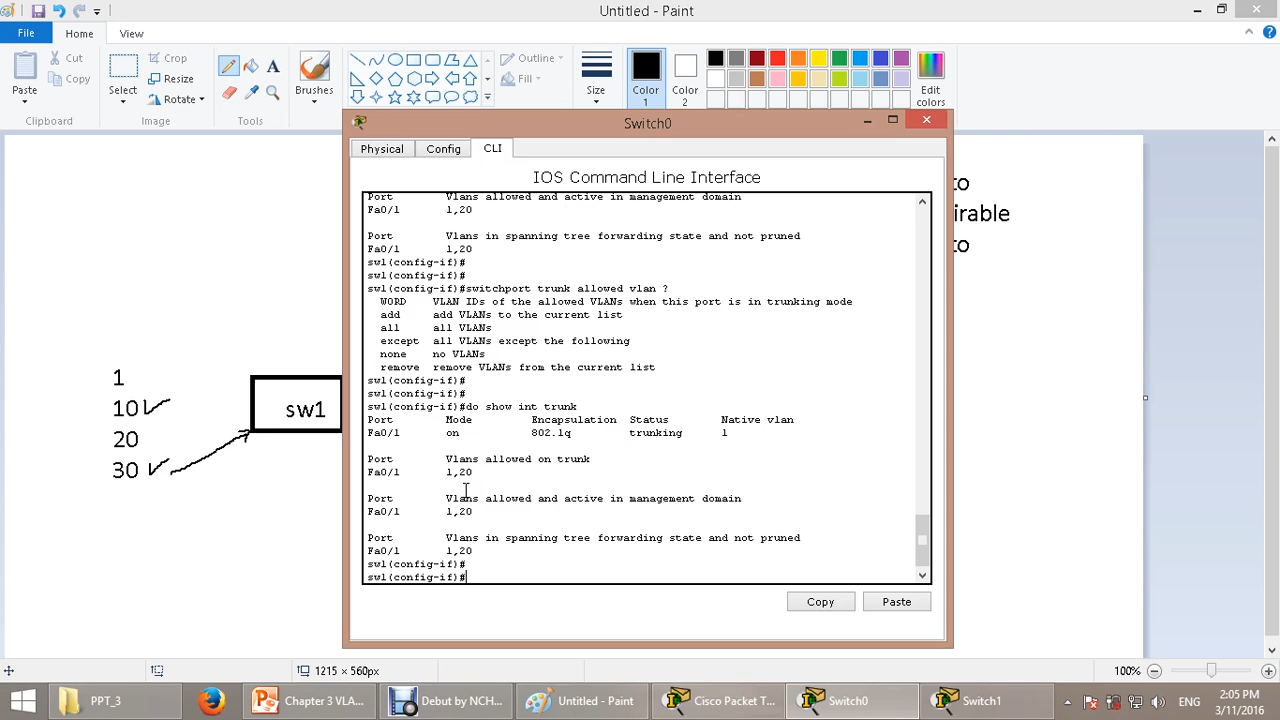 Untitled - Paint
File
Home
View
Paste
Cut
Copy
Clipboard
Select
Crop
Resize
Rotate
Image
Tools
Brushes
Outline
Fill
Shapes
Size
Color
1
Color
2
Edit
colors
Switch0
Physical
Config
CLI
IOS Command Line Interface
Port Vlans allowed and active in management domain
Fa0/1 1,20
Port Vlans in spanning tree forwarding state and not pruned
Fa0/1 1,20
sw1(config-if)#
sw1(config-if)#
sw1(config-if)#switchport trunk allowed vlan ?
WORD VLAN IDs of the allowed VLANs when this port is in trunking mode
add add VLANs to the current list
all all VLANs
except all VLANs except the following
none no VLANs
remove remove VLANs from the current list
sw1(config-if)#
sw1(config-if)#
sw1(config-if)#do show int trunk
Port Mode Encapsulation Status Native vlan
Fa0/1 on 802.1q trunking 1
Port Vlans allowed on trunk
Fa0/1 1,20
Port Vlans allowed and active in management domain
Fa0/1 1,20
Port Vlans in spanning tree forwarding state and not pruned
Fa0/1 1,20
sw1(config-if)#
sw1(config-if)#
Copy
Paste
1
10
20
30
sw1
to
irable
to
1215 × 560px
100%
PPT_3
Chapter 3 VLA...
Debut by NCH...
Untitled - Paint
Cisco Packet T...
Switch0
Switch1
ENG
2:05 PM
3/11/2016